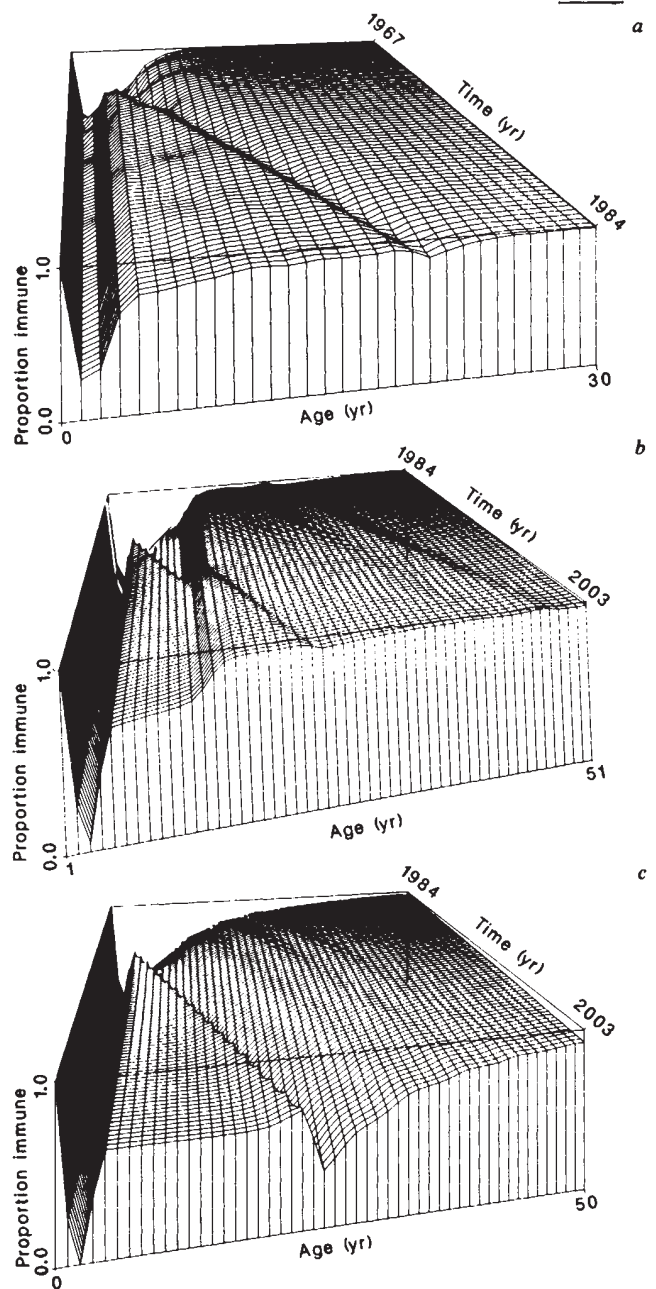 a
1967
Time (yr)
1984
Proportion immune
1.0
0.0
0
Age (yr)
30
b
1984
Time (yr)
2003
Proportion immune
1.0
0.0
1
Age (yr)
51
c
1984
Time (yr)
2003
Proportion immune
1.0
0.0
0
Age (yr)
50